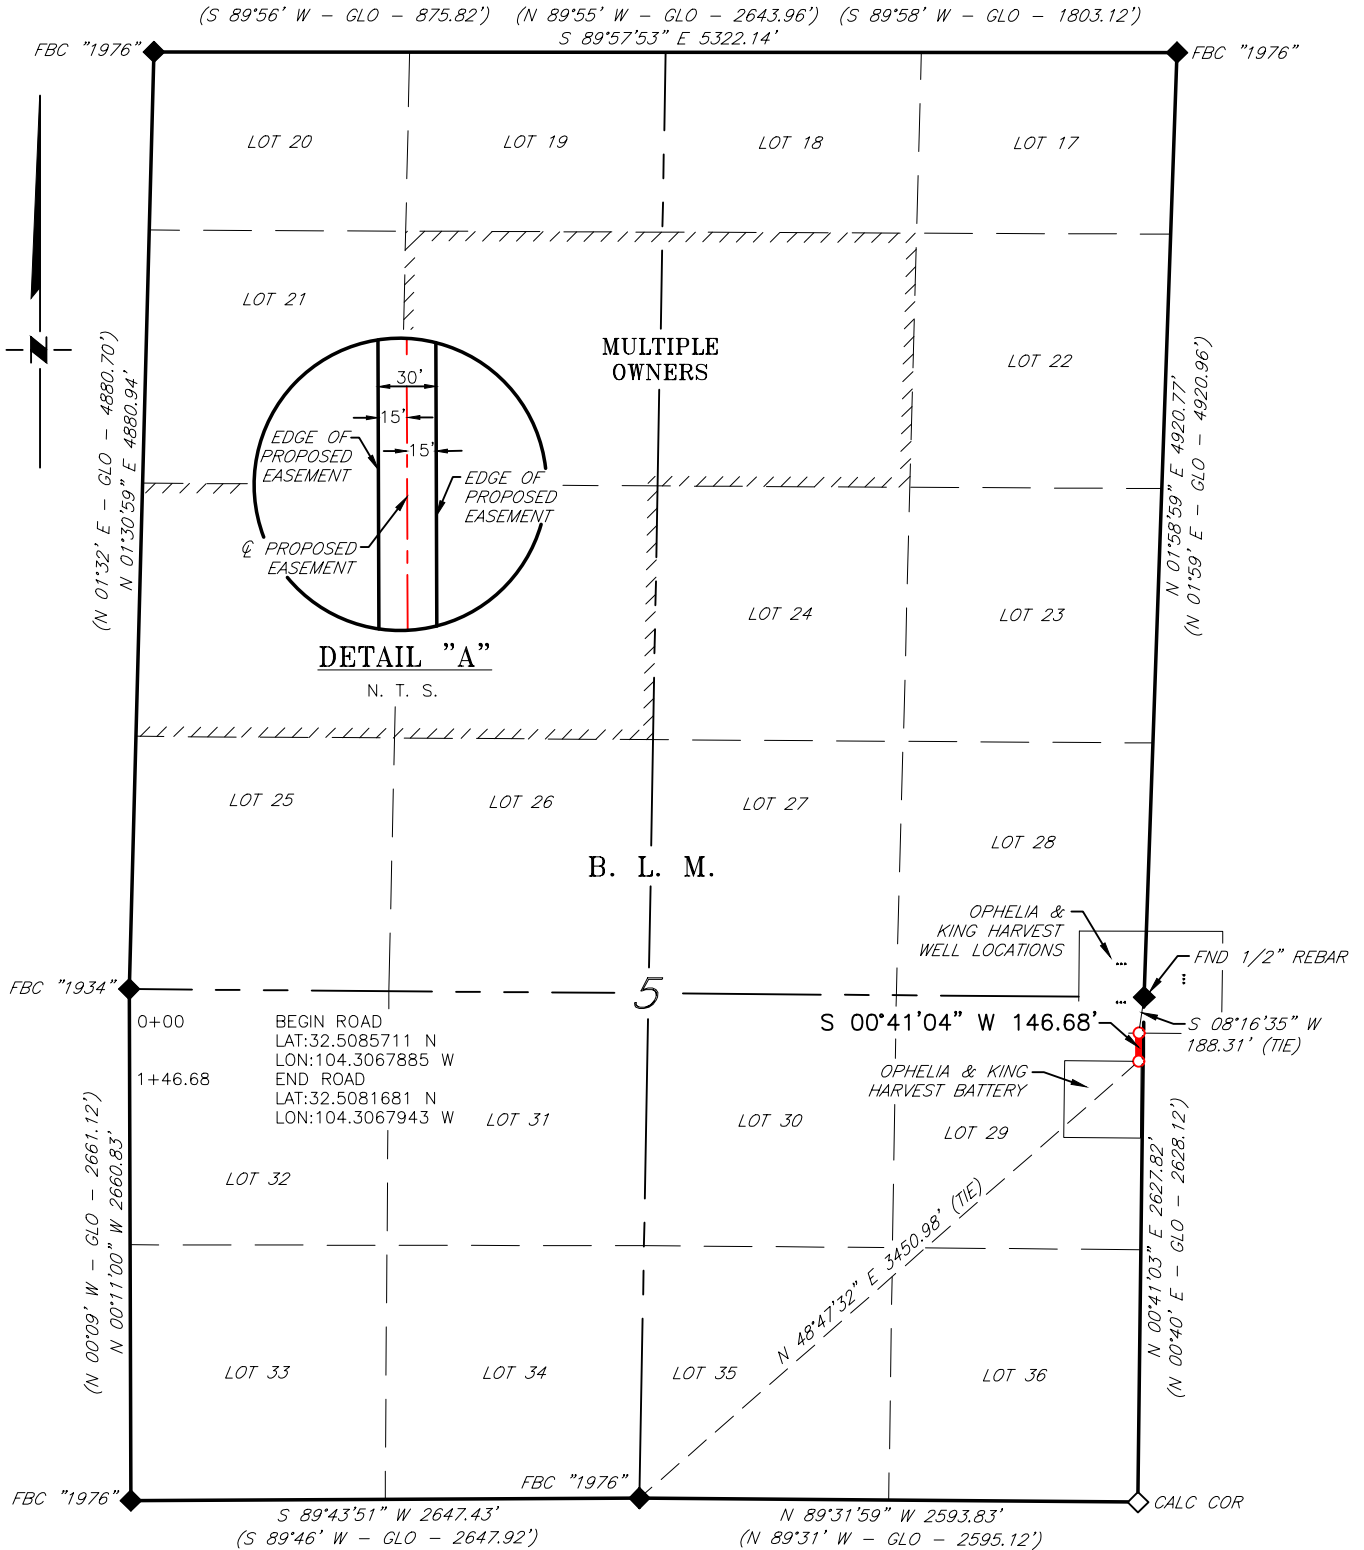 (S 89°56' W - GLO - 875.82') (N 89°55' W - GLO - 2643.96') (S 89°58' W - GLO - 1803.12')
S 89°57'53" E 5322.14'
FBC "1976"
FBC "1976"
LOT 20
LOT 19
LOT 18
LOT 17
N
LOT 21
MULTIPLE
OWNERS
LOT 22
(N 01°32' E - GLO - 4880.70')
N 01°30'59" E 4880.94'
N 01°58'59" E 4920.77'
(N 01°59' E - GLO - 4920.96')
30'
15'
15'
EDGE OF
PROPOSED
EASEMENT
EDGE OF
PROPOSED
EASEMENT
℄ PROPOSED
EASEMENT
DETAIL "A"
N. T. S.
LOT 24
LOT 23
LOT 25
LOT 26
LOT 27
LOT 28
B. L. M.
OPHELIA &
KING HARVEST
WELL LOCATIONS
FND 1/2" REBAR
FBC "1934"
5
S 00°41'04" W 146.68'
S 08°16'35" W
188.31' (TIE)
0+00 BEGIN ROAD
LAT:32.5085711 N
LON:104.3067885 W
1+46.68 END ROAD
LAT:32.5081681 N
LON:104.3067943 W
OPHELIA & KING
HARVEST BATTERY
LOT 31
LOT 30
LOT 29
LOT 32
(N 00°09' W - GLO - 2661.12')
N 00°11'00" W 2660.83'
N 48°47'32" E 3450.98' (TIE)
N 00°41'03" E 2627.82'
(N 00°40' E - GLO - 2628.12')
LOT 33
LOT 34
LOT 35
LOT 36
FBC "1976"
FBC "1976"
CALC COR
S 89°43'51" W 2647.43'
(S 89°46' W - GLO - 2647.92')
N 89°31'59" W 2593.83'
(N 89°31' W - GLO - 2595.12')